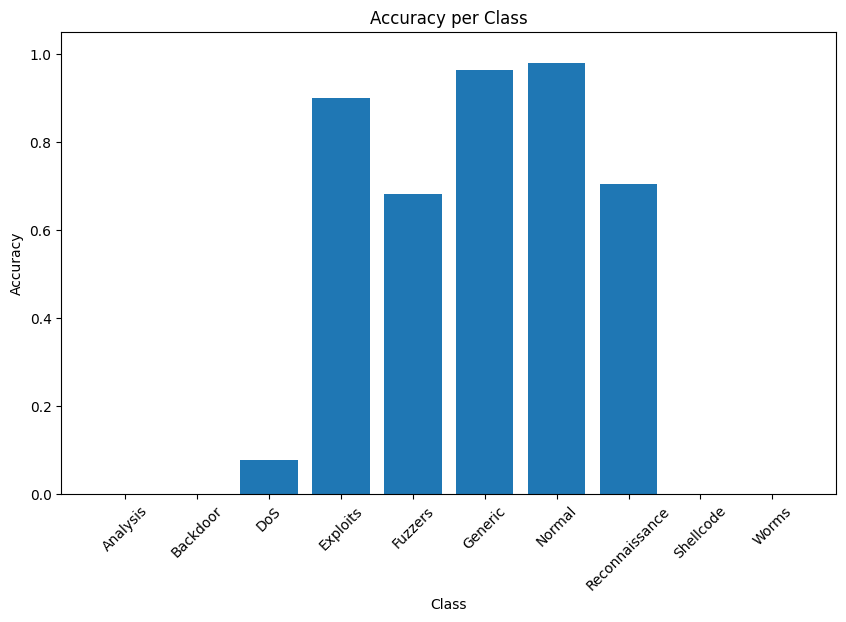 Accuracy per Class
Accuracy
1.0
0.8
0.6
0.4
0.2
0.0
Analysis
Backdoor
DoS
Exploits
Fuzzers
Generic
Normal
Reconnaissance
Shellcode
Worms
Class